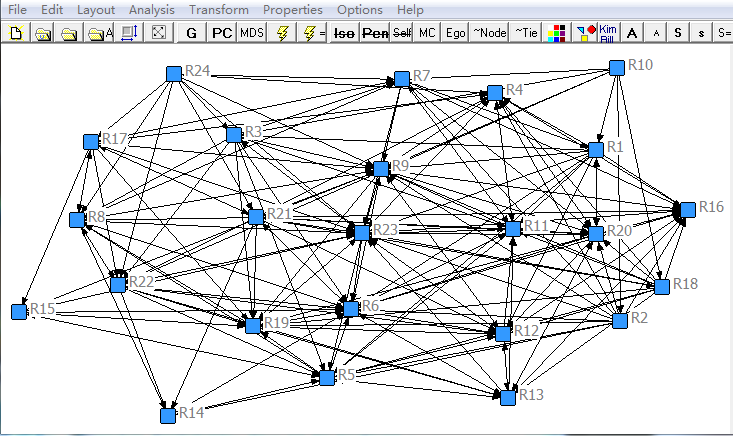 File Edit Layout Analysis Transform Properties Options Help
A G PC MDS = Iso Pen Self MC Ego ~Node ~Tie Kim Bill A A S s S=
R24 R7 R10
R4
R17 R3 R1
R9
R8 R21 R11 R16
R23 R20
R22 R18
R15 R6 R2
R19 R12
R5
R14 R13